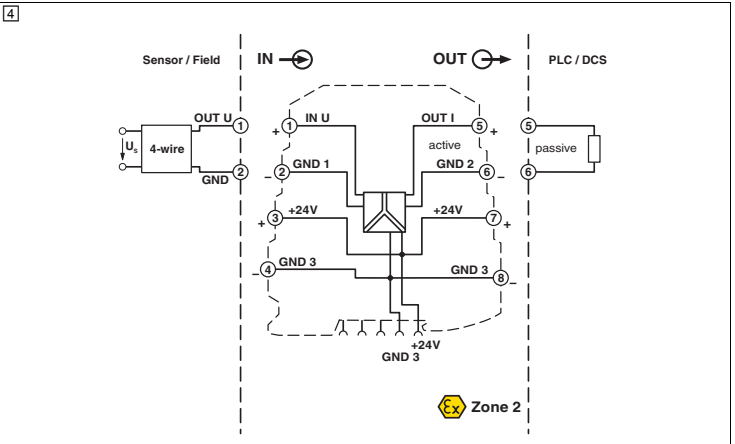 4
Sensor / Field
IN
OUT
PLC / DCS
OUT U
1
+
1
IN U
OUT I
5
+
5
Us
4-wire
active
passive
2
GND
−
2
GND 1
GND 2
6
−
6
+
3
+24V
+24V
7
+
−
4
GND 3
GND 3
8
−
+24V
GND 3
Ex
Zone 2